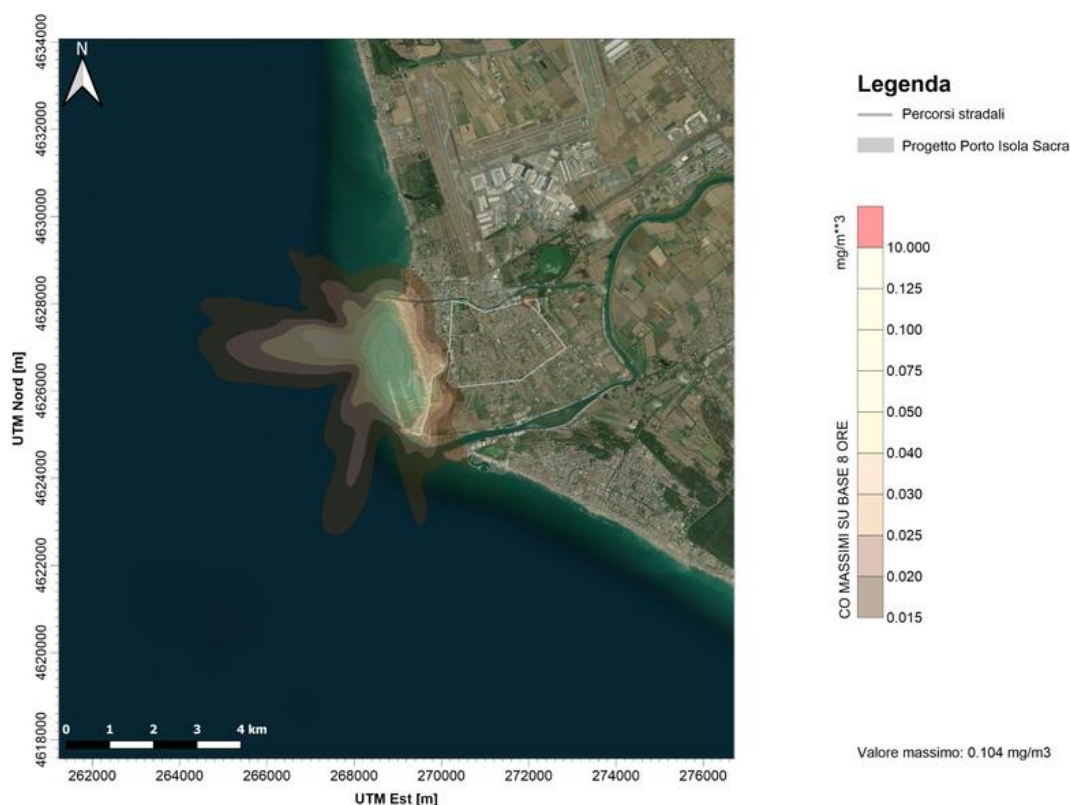 N
UTM Nord [m]
4634000
4632000
4630000
4628000
4626000
4624000
4622000
4620000
4618000
0 1 2 3 4 km
262000 264000 266000 268000 270000 272000 274000 276000
UTM Est [m]
Legenda
Percorsi stradali
Progetto Porto Isola Sacra
mg/m**3
CO MASSIMI SU BASE 8 ORE
10.000
0.125
0.100
0.075
0.050
0.040
0.030
0.025
0.020
0.015
Valore massimo: 0.104 mg/m3